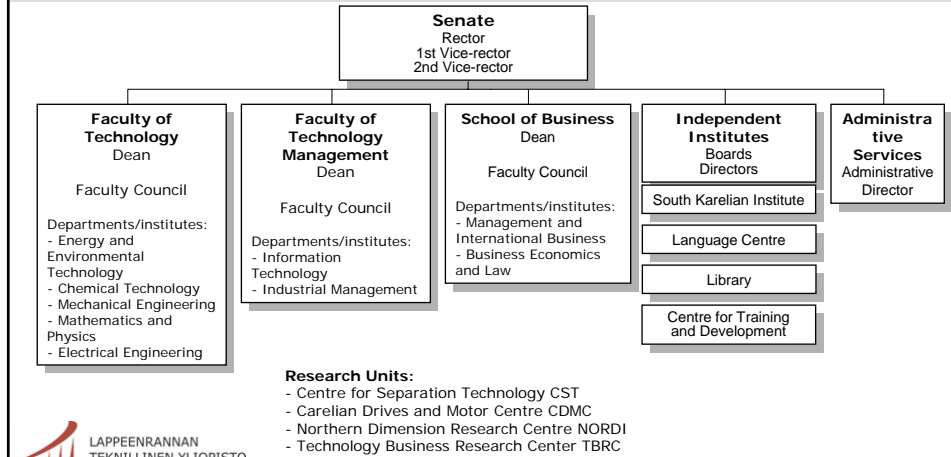 Senate
Rector
1st Vice-rector
2nd Vice-rector
Faculty of
Technology
Dean
Faculty Council
Departments/institutes:
- Energy and
Environmental
Technology
- Chemical Technology
- Mechanical Engineering
- Mathematics and
Physics
- Electrical Engineering
Faculty of
Technology
Management
Dean
Faculty Council
Departments/institutes:
- Information
Technology
- Industrial Management
School of Business
Dean
Faculty Council
Departments/institutes:
- Management and
International Business
- Business Economics
and Law
Independent
Institutes
Boards
Directors
South Karelian Institute
Language Centre
Library
Centre for Training
and Development
Administra
tive
Services
Administrative
Director
Research Units:
- Centre for Separation Technology CST
- Carelian Drives and Motor Centre CDMC
- Northern Dimension Research Centre NORDI
- Technology Business Research Center TBRC
LAPPEENRANNAN
TEKNILLINEN YLIOPISTO